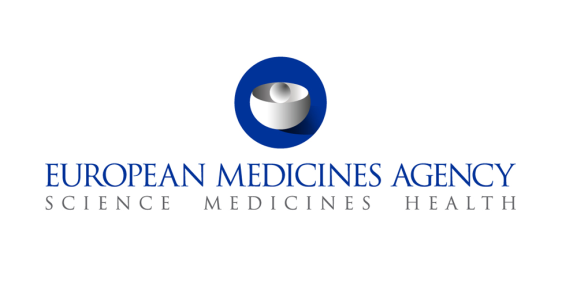 EUROPEAN MEDICINES AGENCY
SCIENCE MEDICINES HEALTH